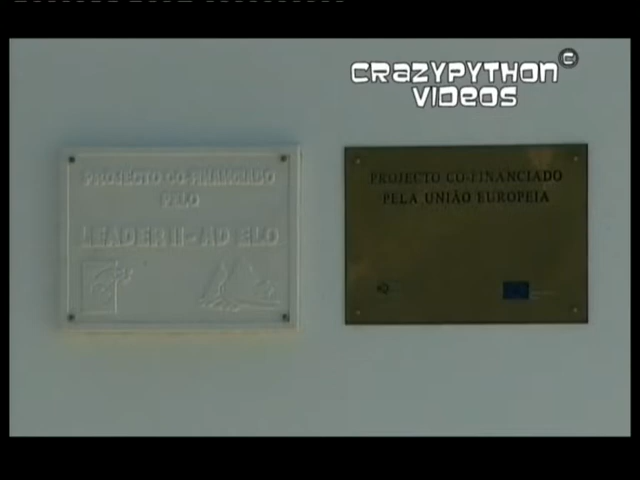 CRAZYPYTHON ©
VIDEOS
PROJECTO CO-FINANCIADO
PELO
LEADER II - AD ELO
PROJECTO CO-FINANCIADO
PELA UNIÃO EUROPEIA